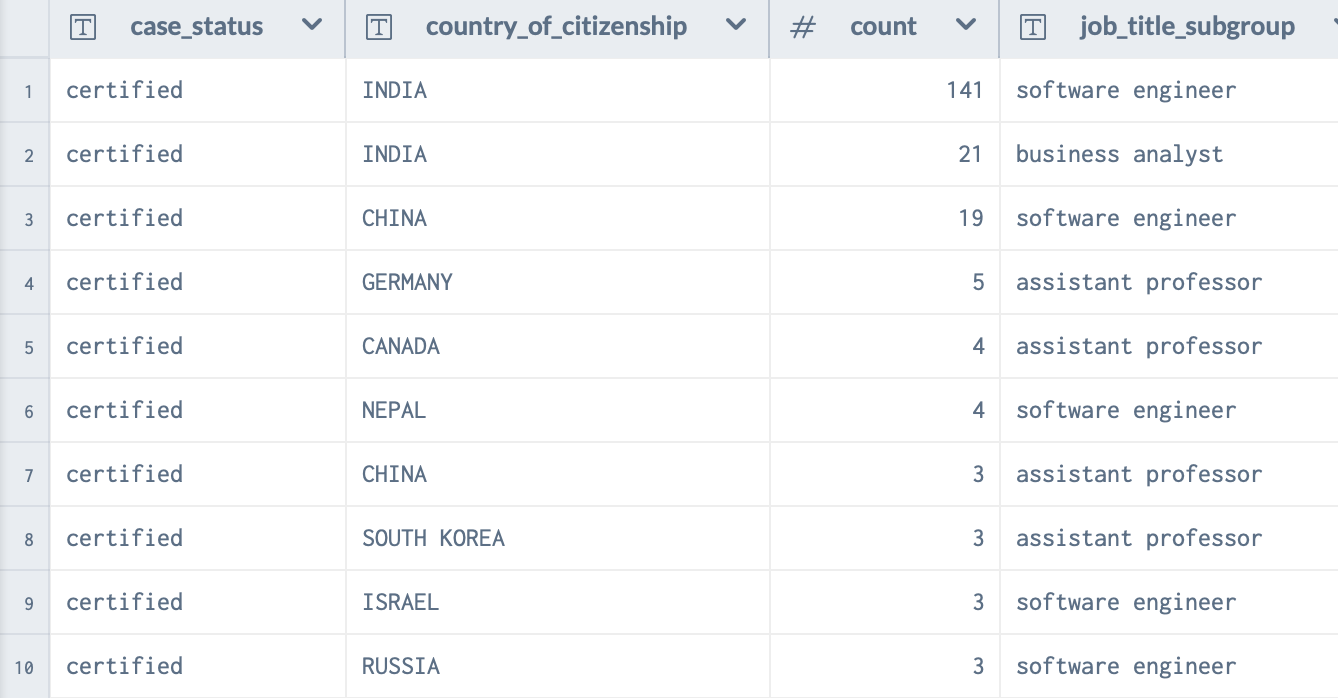 T case_status T country_of_citizenship # count T job_title_subgroup
1 certified INDIA 141 software engineer
2 certified INDIA 21 business analyst
3 certified CHINA 19 software engineer
4 certified GERMANY 5 assistant professor
5 certified CANADA 4 assistant professor
6 certified NEPAL 4 software engineer
7 certified CHINA 3 assistant professor
8 certified SOUTH KOREA 3 assistant professor
9 certified ISRAEL 3 software engineer
10 certified RUSSIA 3 software engineer